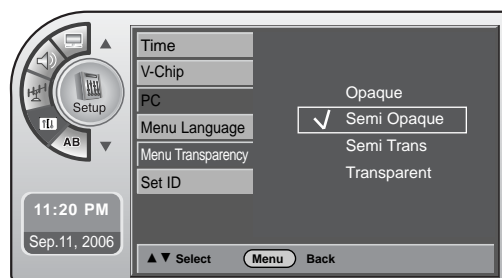 Setup
AB
11:20 PM
Sep.11, 2006
Time
V-Chip
PC
Menu Language
Menu Transparency
Set ID
Opaque
✓ Semi Opaque
Semi Trans
Transparent
▲▼ Select Menu Back